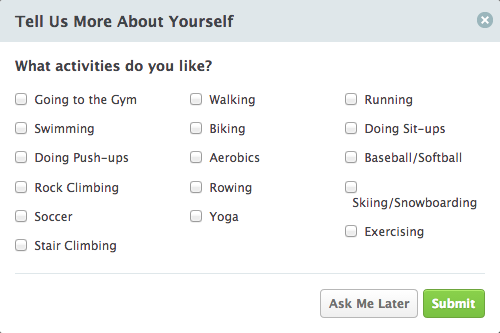 Tell Us More About Yourself
What activities do you like?
Going to the Gym Walking Running
Swimming Biking Doing Sit-ups
Doing Push-ups Aerobics Baseball/Softball
Rock Climbing Rowing
Skiing/Snowboarding
Soccer Yoga
Exercising
Stair Climbing
Ask Me Later Submit